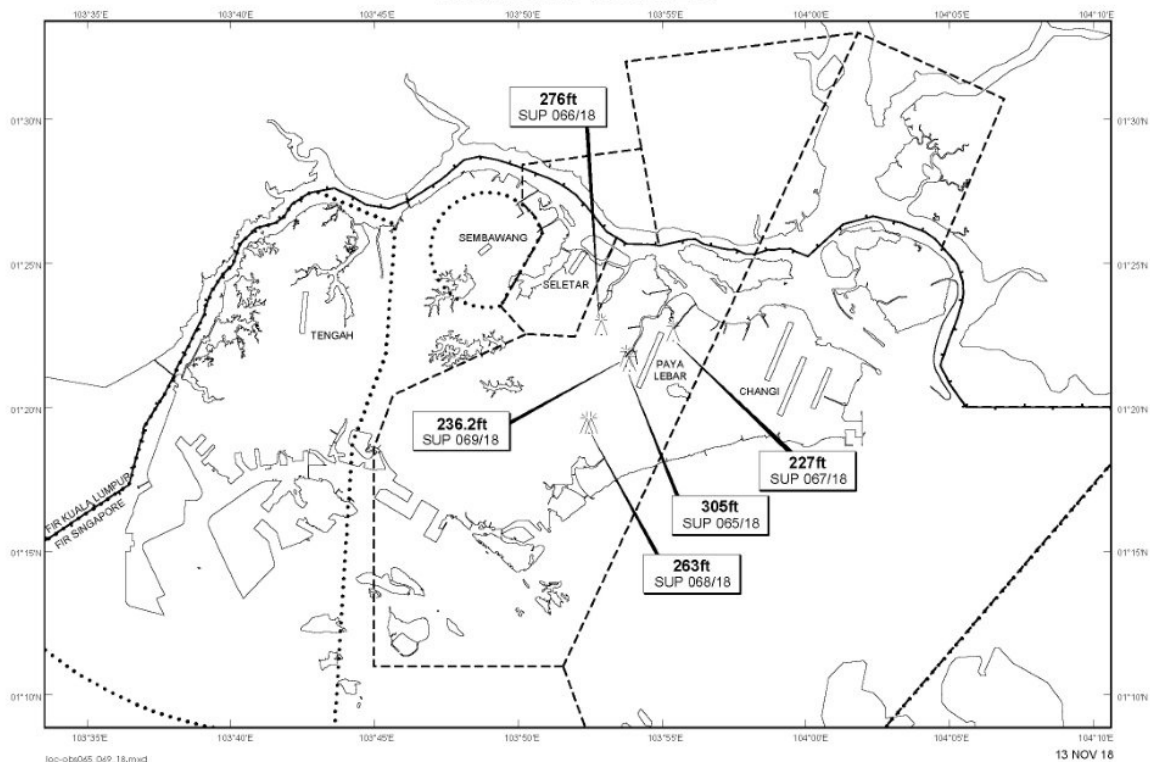 103°35'E 103°40'E 103°45'E 103°50'E 103°55'E 104°00'E 104°05'E 104°10'E
276ft
SUP 066/18
01°30'N 01°30'N
SEMBAWANG
01°25'N 01°25'N
SELETAR
TENGAH
PAYA
LEBAR
CHANGI
01°20'N 01°20'N
236.2ft
SUP 069/18
227ft
SUP 067/18
305ft
SUP 065/18
FIR KUALA LUMPUR
FIR SINGAPORE
263ft
SUP 068/18
01°15'N 01°15'N
01°10'N 01°10'N
103°35'E 103°40'E 103°45'E 103°50'E 103°55'E 104°00'E 104°05'E 104°10'E
loc-obs065_069_18.mxd
13 NOV 18